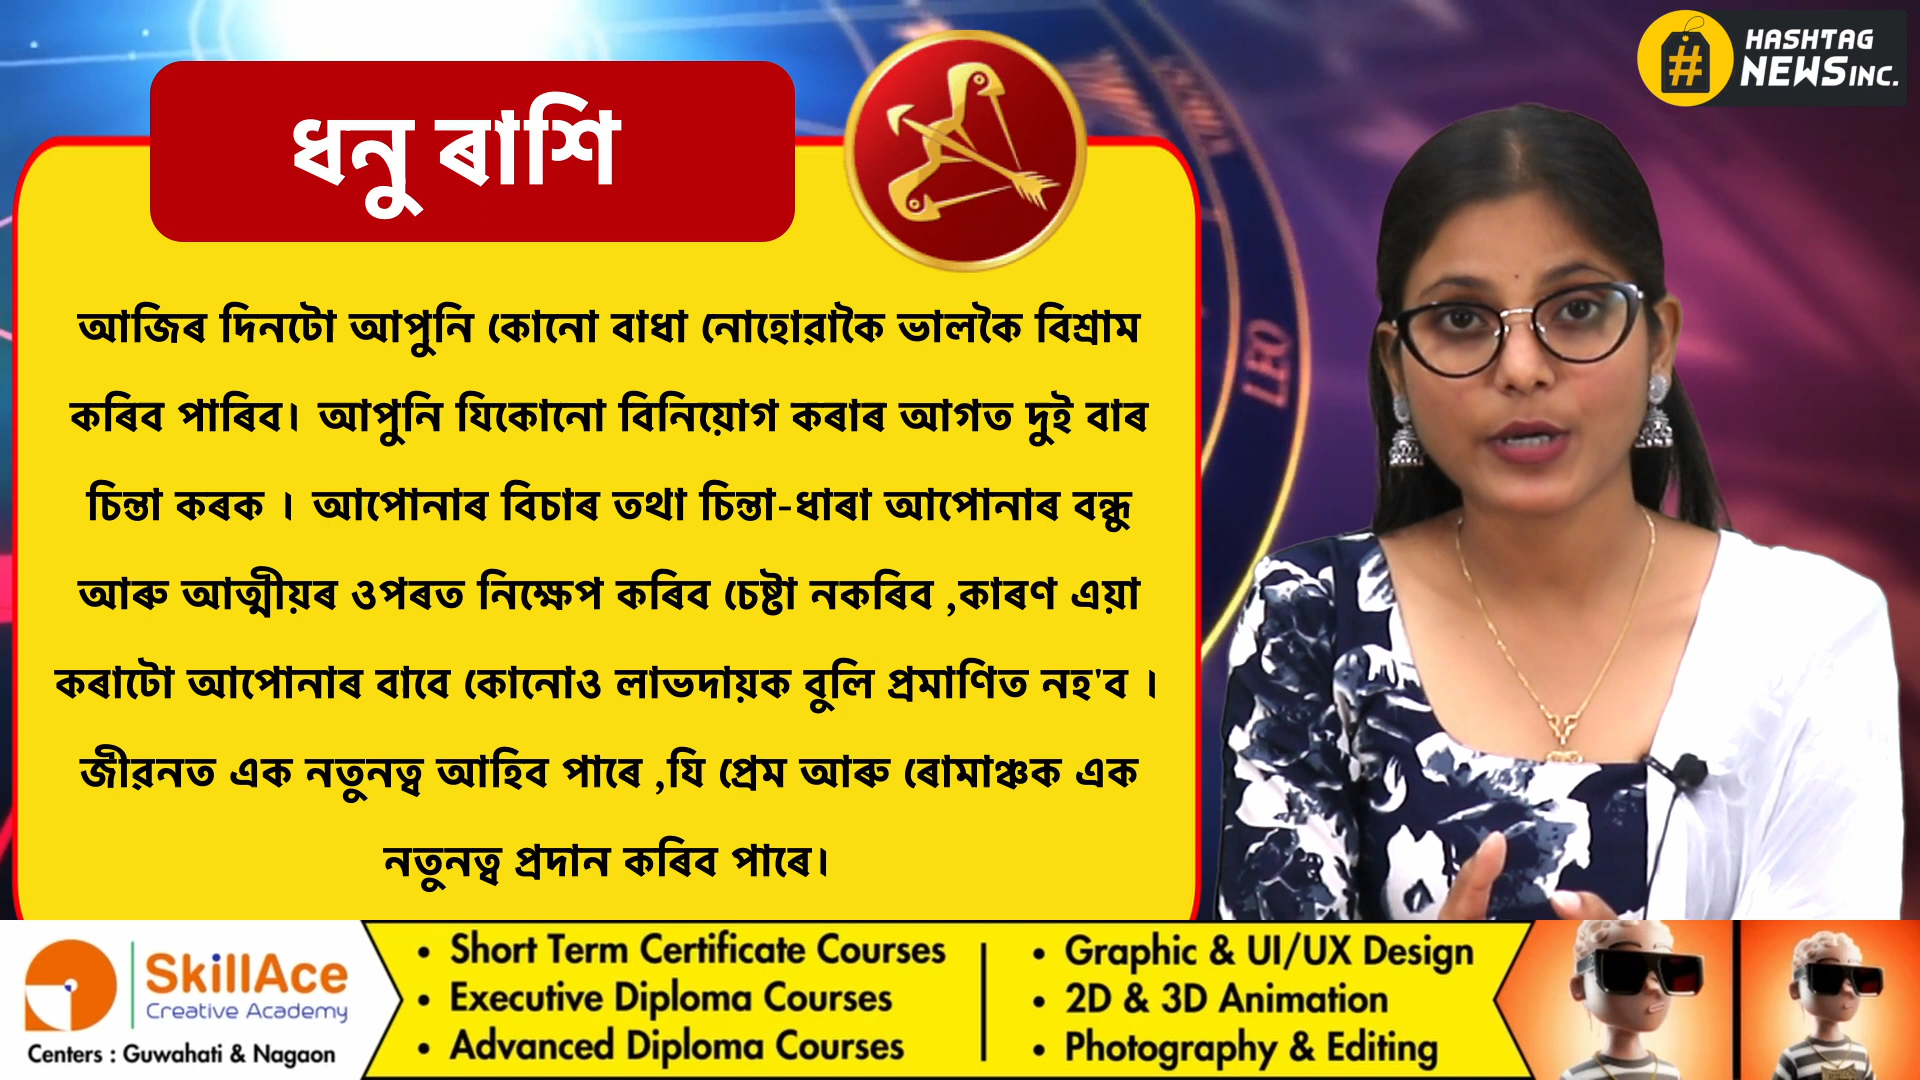 HASHTAG
NEWS INC.
ধনু ৰাশি
আজিৰ দিনটো আপুনি কোনো বাধা নোহোৱাকৈ ভালকৈ বিশ্ৰাম
কৰিব পাৰিব। আপুনি যিকোনো বিনিয়োগ কৰাৰ আগত দুই বাৰ
চিন্তা কৰক । আপোনাৰ বিচাৰ তথা চিন্তা-ধাৰা আপোনাৰ বন্ধু
আৰু আত্মীয়ৰ ওপৰত নিক্ষেপ কৰিব চেষ্টা নকৰিব ,কাৰণ এয়া
কৰাটো আপোনাৰ বাবে কোনোও লাভদায়ক বুলি প্ৰমাণিত নহ'ব ।
জীৱনত এক নতুনত্ব আহিব পাৰে ,যি প্ৰেম আৰু ৰোমাঞ্চক এক
নতুনত্ব প্ৰদান কৰিব পাৰে।
LEO
SkillAce
Creative Academy
Centers : Guwahati & Nagaon
• Short Term Certificate Courses
• Executive Diploma Courses
• Advanced Diploma Courses
• Graphic & UI/UX Design
• 2D & 3D Animation
• Photography & Editing